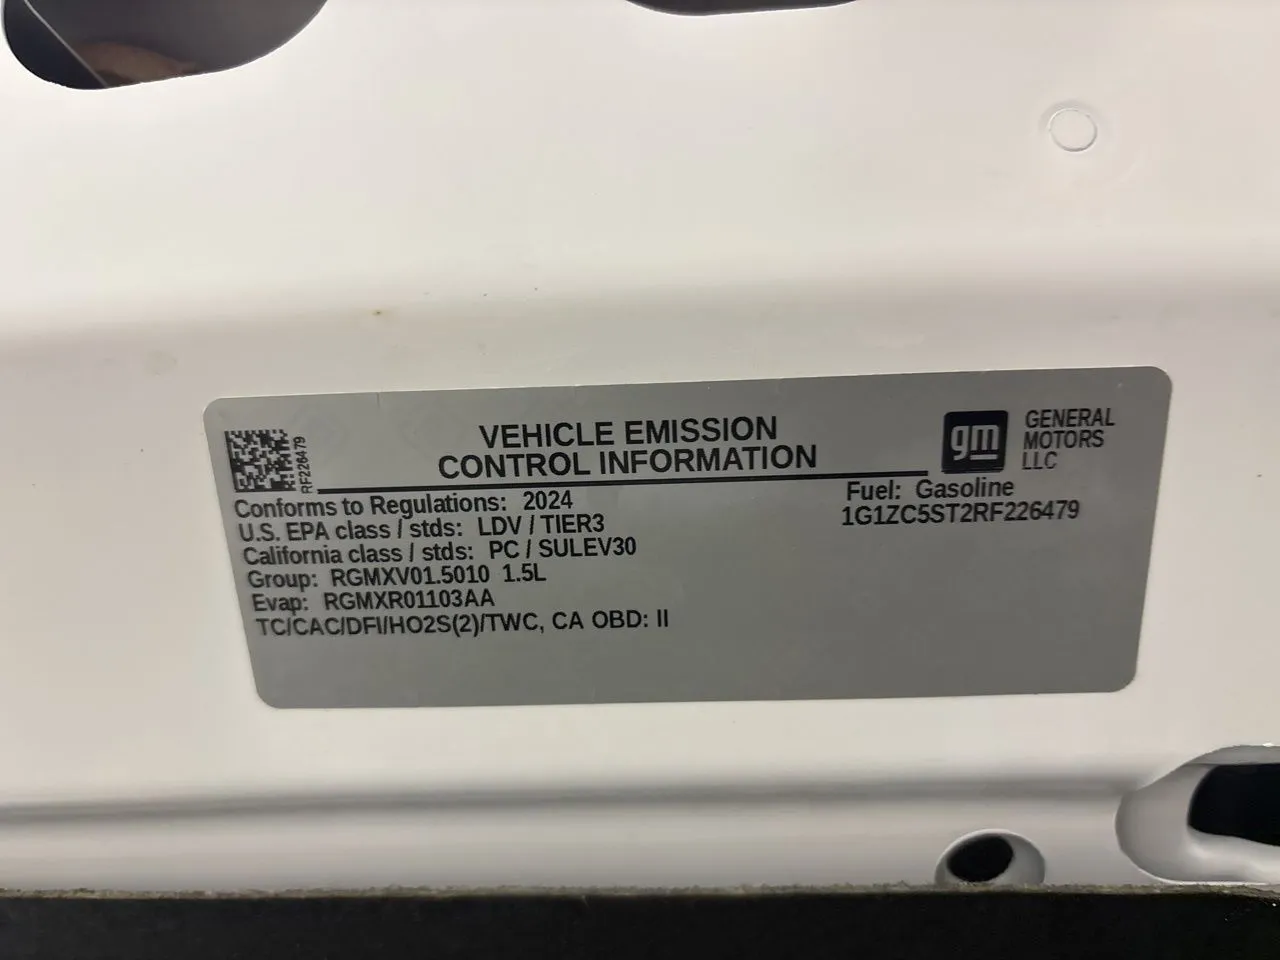 RF226479
VEHICLE EMISSION
CONTROL INFORMATION
gm
GENERAL
MOTORS
LLC
Conforms to Regulations: 2024
U.S. EPA class / stds: LDV / TIER3
California class / stds: PC / SULEV30
Group: RGMXV01.5010 1.5L
Evap: RGMXR01103AA
TC/CAC/DFI/HO2S(2)/TWC, CA OBD: II
Fuel: Gasoline
1G1ZC5ST2RF226479